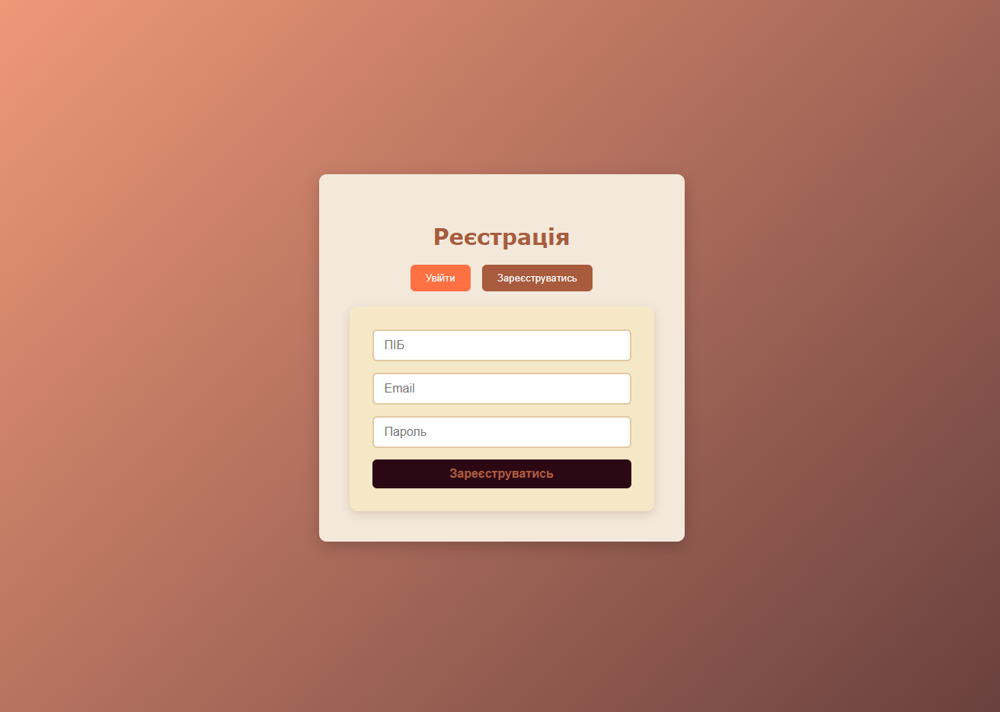 Реєстрація
Увійти Зареєструватись
ПІБ
Email
Пароль
Зареєструватись